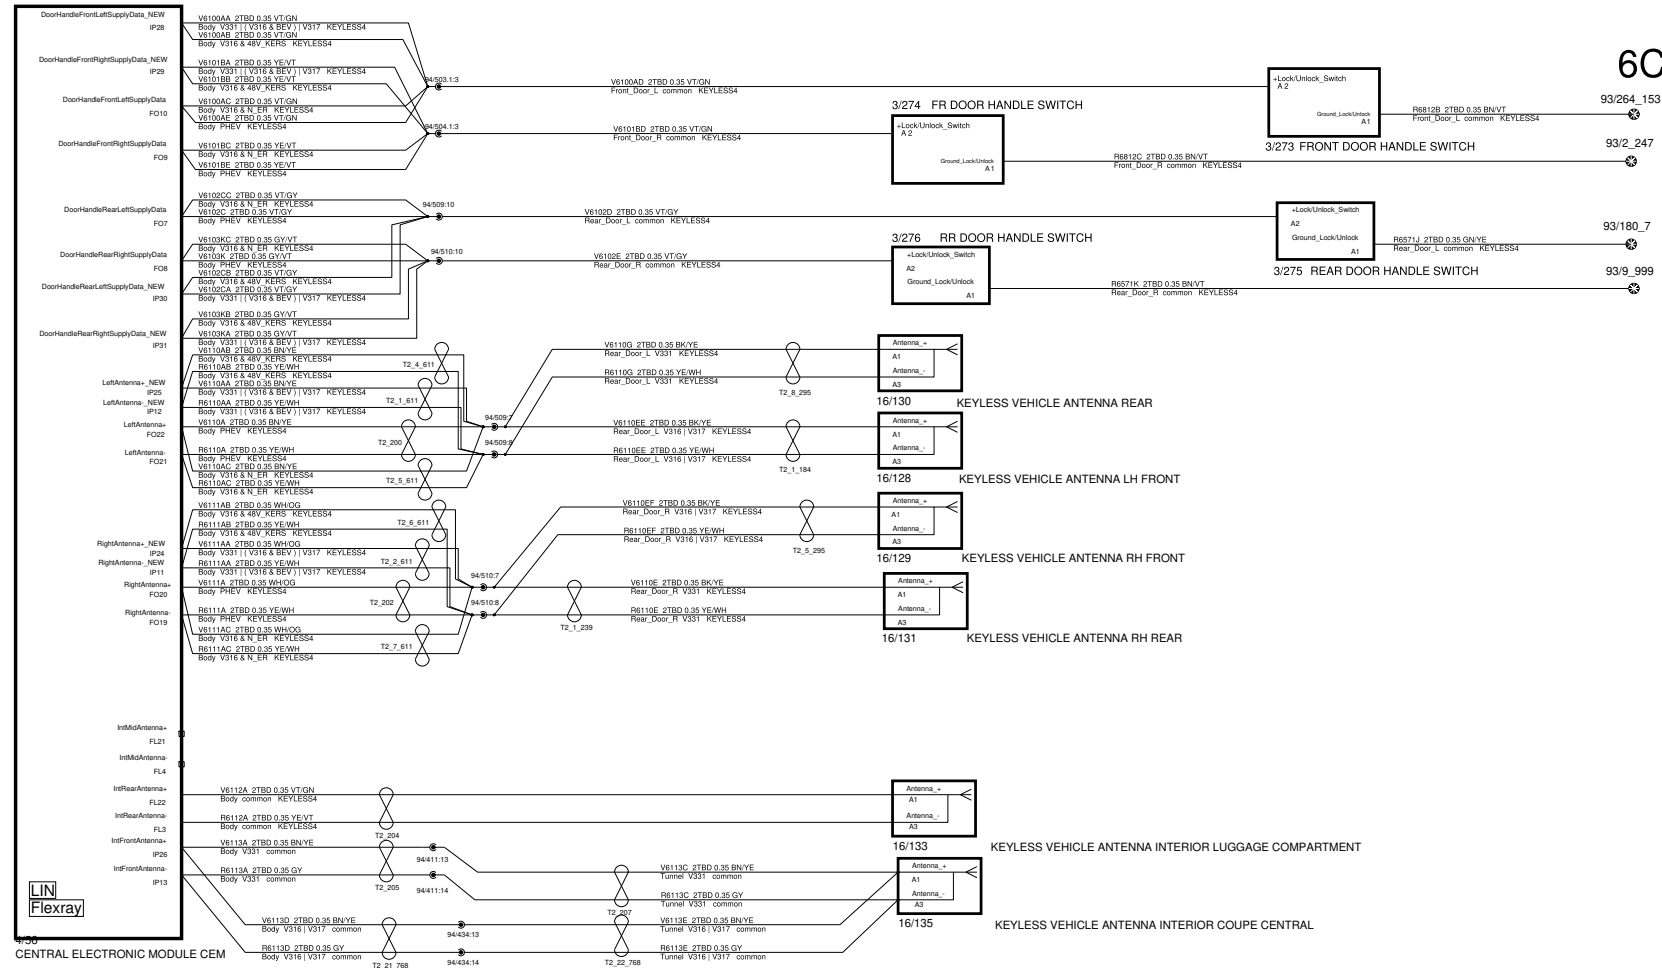 DoorHandleFrontLeftSupplyData_NEW
IP28
DoorHandleFrontRightSupplyData_NEW
IP29
DoorHandleFrontLeftSupplyData
FO10
DoorHandleFrontRightSupplyData
FO9
DoorHandleRearLeftSupplyData
FO7
DoorHandleRearRightSupplyData
FO8
DoorHandleRearLeftSupplyData_NEW
IP30
DoorHandleRearRightSupplyData_NEW
IP31
LeftAntenna+_NEW
IP25
LeftAntenna-_NEW
IP12
LeftAntenna+
FO22
LeftAntenna-
FO21
RightAntenna+_NEW
IP24
RightAntenna-_NEW
IP11
RightAntenna+
FO20
RightAntenna-
FO19
IntMidAntenna+
FL21
IntMidAntenna-
FL4
IntRearAntenna+
FL22
IntRearAntenna-
FL3
IntFrontAntenna+
IP26
IntFrontAntenna-
IP13
LIN
Flexray
4/56
CENTRAL ELECTRONIC MODULE CEM
V6100AA 2TBD 0.35 VT/GN
Body V331 | ( V316 & BEV ) | V317 KEYLESS4
V6100AB 2TBD 0.35 VT/GN
Body V316 & 48V_KERS KEYLESS4
V6101BA 2TBD 0.35 YE/VT
Body V331 | ( V316 & BEV ) | V317 KEYLESS4
V6101BB 2TBD 0.35 YE/VT
Body V316 & 48V_KERS KEYLESS4
V6100AC 2TBD 0.35 VT/GN
Body V316 & N_ER KEYLESS4
V6100AE 2TBD 0.35 VT/GN
Body PHEV KEYLESS4
V6101BC 2TBD 0.35 YE/VT
Body V316 & N_ER KEYLESS4
V6101BE 2TBD 0.35 YE/VT
Body PHEV KEYLESS4
V6102CC 2TBD 0.35 VT/GY
Body V316 & N_ER KEYLESS4
V6102C 2TBD 0.35 VT/GY
Body PHEV KEYLESS4
V6103KC 2TBD 0.35 GY/VT
Body V316 & N_ER KEYLESS4
V6103K 2TBD 0.35 GY/VT
Body PHEV KEYLESS4
V6102CB 2TBD 0.35 VT/GY
Body V316 & 48V_KERS KEYLESS4
V6102CA 2TBD 0.35 VT/GY
Body V331 | ( V316 & BEV ) | V317 KEYLESS4
V6103KB 2TBD 0.35 GY/VT
Body V316 & 48V_KERS KEYLESS4
V6103KA 2TBD 0.35 GY/VT
Body V331 | ( V316 & BEV ) | V317 KEYLESS4
V6110AB 2TBD 0.35 BN/YE
Body V316 & 48V_KERS KEYLESS4
R6110AB 2TBD 0.35 YE/WH
Body V316 & 48V_KERS KEYLESS4
V6110AA 2TBD 0.35 BN/YE
Body V331 | ( V316 & BEV ) | V317 KEYLESS4
R6110AA 2TBD 0.35 YE/WH
Body V331 | ( V316 & BEV ) | V317 KEYLESS4
V6110A 2TBD 0.35 BN/YE
Body PHEV KEYLESS4
R6110A 2TBD 0.35 YE/WH
Body PHEV KEYLESS4
V6110AC 2TBD 0.35 BN/YE
Body V316 & N_ER KEYLESS4
R6110AC 2TBD 0.35 YE/WH
Body V316 & N_ER KEYLESS4
V6111AB 2TBD 0.35 WH/OG
Body V316 & 48V_KERS KEYLESS4
R6111AB 2TBD 0.35 YE/WH
Body V316 & 48V_KERS KEYLESS4
V6111AA 2TBD 0.35 WH/OG
Body V331 | ( V316 & BEV ) | V317 KEYLESS4
R6111AA 2TBD 0.35 YE/WH
Body V331 | ( V316 & BEV ) | V317 KEYLESS4
V6111A 2TBD 0.35 WH/OG
Body PHEV KEYLESS4
R6111A 2TBD 0.35 YE/WH
Body PHEV KEYLESS4
V6111AC 2TBD 0.35 WH/OG
Body V316 & N_ER KEYLESS4
R6111AC 2TBD 0.35 YE/WH
Body V316 & N_ER KEYLESS4
V6112A 2TBD 0.35 VT/GN
Body common KEYLESS4
R6112A 2TBD 0.35 YE/VT
Body common KEYLESS4
V6113A 2TBD 0.35 BN/YE
Body V331 common
R6113A 2TBD 0.35 GY
Body V331 common
V6113D 2TBD 0.35 BN/YE
Body V316 | V317 common
R6113D 2TBD 0.35 GY
Body V316 | V317 common
T2_4_611
T2_1_611
T2_200
T2_5_611
T2_6_611
T2_2_611
T2_202
T2_7_611
T2_204
T2_205
T2_21_768
94/503.1:3
94/504.1:3
94/509:10
94/510:10
94/509:7
94/509:8
94/510:7
94/510:8
94/411:13
94/411:14
94/434:13
94/434:14
V6100AD 2TBD 0.35 VT/GN
Front_Door_L common KEYLESS4
V6101BD 2TBD 0.35 VT/GN
Front_Door_R common KEYLESS4
V6102D 2TBD 0.35 VT/GY
Rear_Door_L common KEYLESS4
V6102E 2TBD 0.35 VT/GY
Rear_Door_R common KEYLESS4
V6110G 2TBD 0.35 BK/YE
Rear_Door_L V331 KEYLESS4
R6110G 2TBD 0.35 YE/WH
Rear_Door_L V331 KEYLESS4
V6110EE 2TBD 0.35 BK/YE
Rear_Door_L V316 | V317 KEYLESS4
R6110EE 2TBD 0.35 YE/WH
Rear_Door_L V316 | V317 KEYLESS4
V6110EF 2TBD 0.35 BK/YE
Rear_Door_R V316 | V317 KEYLESS4
R6110EF 2TBD 0.35 YE/WH
Rear_Door_R V316 | V317 KEYLESS4
V6110E 2TBD 0.35 BK/YE
Rear_Door_R V331 KEYLESS4
R6110E 2TBD 0.35 YE/WH
Rear_Door_R V331 KEYLESS4
V6113C 2TBD 0.35 BN/YE
Tunnel V331 common
R6113C 2TBD 0.35 GY
Tunnel V331 common
V6113E 2TBD 0.35 BN/YE
Tunnel V316 | V317 common
R6113E 2TBD 0.35 GY
Tunnel V316 | V317 common
T2_8_295
T2_1_184
T2_5_295
T2_1_239
T2_207
T2_22_768
3/274 FR DOOR HANDLE SWITCH
+Lock/Unlock_Switch
A 2
Ground_Lock/Unlock
A 1
R6812C 2TBD 0.35 BN/VT
Front_Door_R common KEYLESS4
+Lock/Unlock_Switch
A 2
Ground_Lock/Unlock
A 1
3/273 FRONT DOOR HANDLE SWITCH
R6812B 2TBD 0.35 BN/VT
Front_Door_L common KEYLESS4
6C
93/264_153
93/2_247
3/276 RR DOOR HANDLE SWITCH
+Lock/Unlock_Switch
A2
Ground_Lock/Unlock
A1
R6571K 2TBD 0.35 BN/VT
Rear_Door_R common KEYLESS4
+Lock/Unlock_Switch
A2
Ground_Lock/Unlock
A1
3/275 REAR DOOR HANDLE SWITCH
R6571J 2TBD 0.35 GN/YE
Rear_Door_L common KEYLESS4
93/180_7
93/9_999
Antenna_+
A1
Antenna_-
A3
16/130 KEYLESS VEHICLE ANTENNA REAR
Antenna_+
A1
Antenna_-
A3
16/128 KEYLESS VEHICLE ANTENNA LH FRONT
Antenna_+
A1
Antenna_-
A3
16/129 KEYLESS VEHICLE ANTENNA RH FRONT
Antenna_+
A1
Antenna_-
A3
16/131 KEYLESS VEHICLE ANTENNA RH REAR
Antenna_+
A1
Antenna_-
A3
16/133 KEYLESS VEHICLE ANTENNA INTERIOR LUGGAGE COMPARTMENT
Antenna_+
A1
Antenna_-
A3
16/135 KEYLESS VEHICLE ANTENNA INTERIOR COUPE CENTRAL